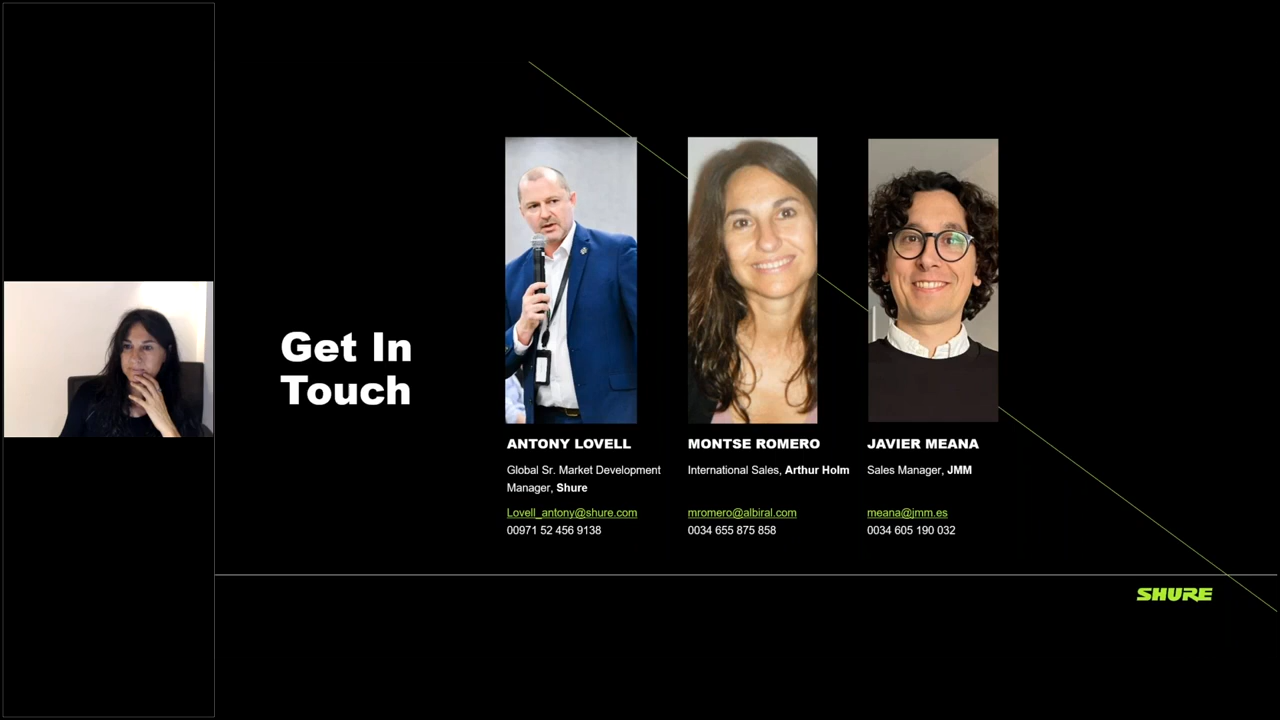 Get In
Touch
ANTONY LOVELL
Global Sr. Market Development
Manager, Shure
Lovell_antony@shure.com
00971 52 456 9138
MONTSE ROMERO
International Sales, Arthur Holm
mromero@albiral.com
0034 655 875 858
JAVIER MEANA
Sales Manager, JMM
meana@jmm.es
0034 605 190 032
SHURE